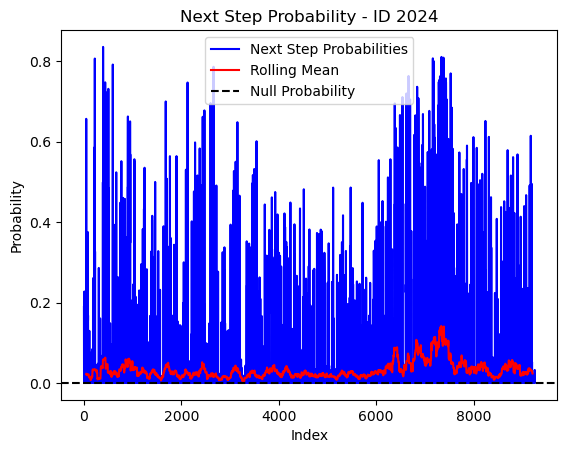 Next Step Probability - ID 2024
Next Step Probabilities
Rolling Mean
Null Probability
Probability
0.8
0.6
0.4
0.2
0.0
0 2000 4000 6000 8000
Index